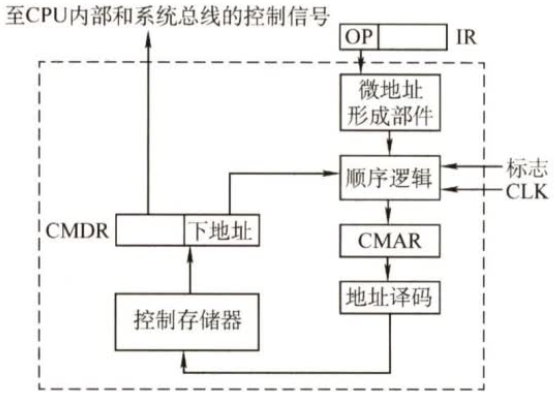 至CPU内部和系统总线的控制信号
OP
IR
微地址
形成部件
顺序逻辑
标志
CLK
CMDR
下地址
CMAR
地址译码
控制存储器